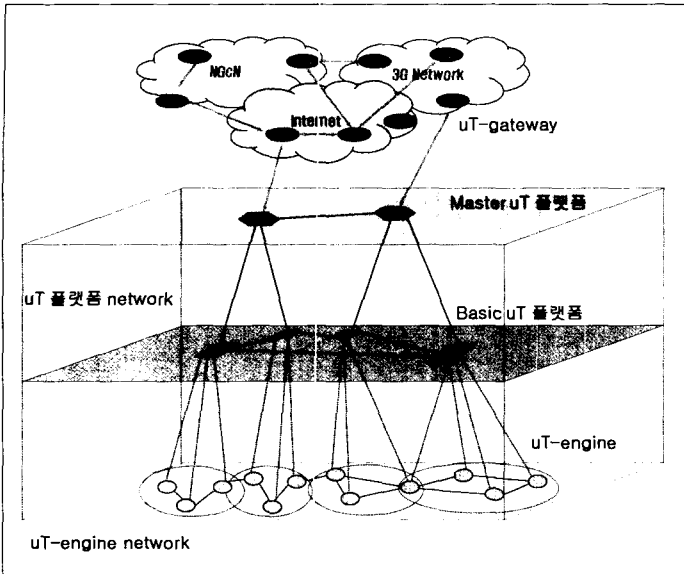 NGcN
3G Network
Internet
uT-gateway
Master uT 플랫폼
uT 플랫폼 network
Basic uT 플랫폼
uT-engine
uT-engine network